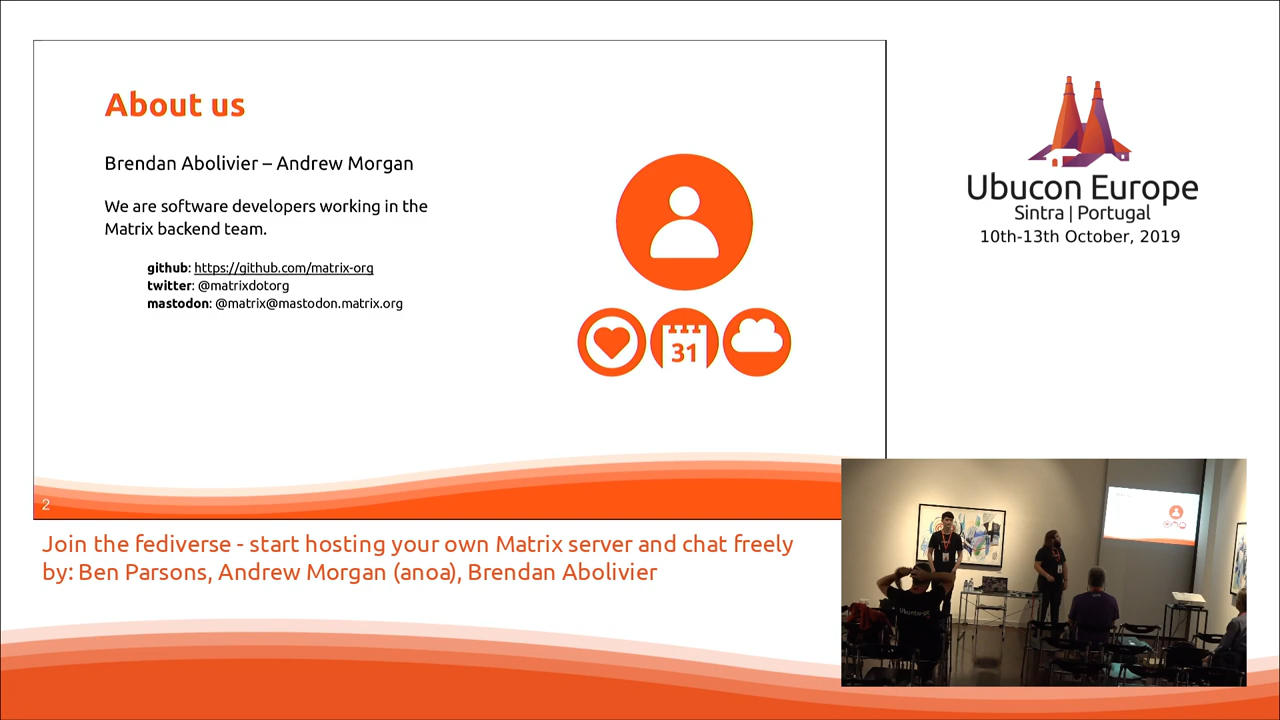 About us
Brendan Abolivier – Andrew Morgan
We are software developers working in the
Matrix backend team.
github: https://github.com/matrix-org
twitter: @matrixdotorg
mastodon: @matrix@mastodon.matrix.org
31
2
Ubucon Europe
Sintra | Portugal
10th-13th October, 2019
Join the fediverse - start hosting your own Matrix server and chat freely
by: Ben Parsons, Andrew Morgan (anoa), Brendan Abolivier